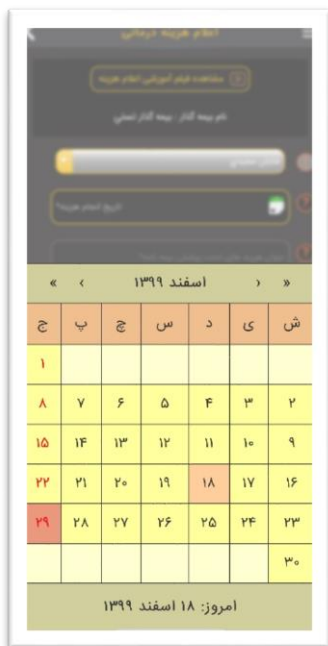 اعلام هزینه درمانی
مشاهده فیلم آموزشی اعلام هزینه
نام بیمه گذار : بیمه گذار تستی
تاریخ انجام هزینه*
« ‹ اسفند ۱۳۹۹ › »
ش ی د س چ پ ج
۱
۲ ۳ ۴ ۵ ۶ ۷ ۸
۹ ۱۰ ۱۱ ۱۲ ۱۳ ۱۴ ۱۵
۱۶ ۱۷ ۱۸ ۱۹ ۲۰ ۲۱ ۲۲
۲۳ ۲۴ ۲۵ ۲۶ ۲۷ ۲۸ ۲۹
۳۰
امروز: ۱۸ اسفند ۱۳۹۹